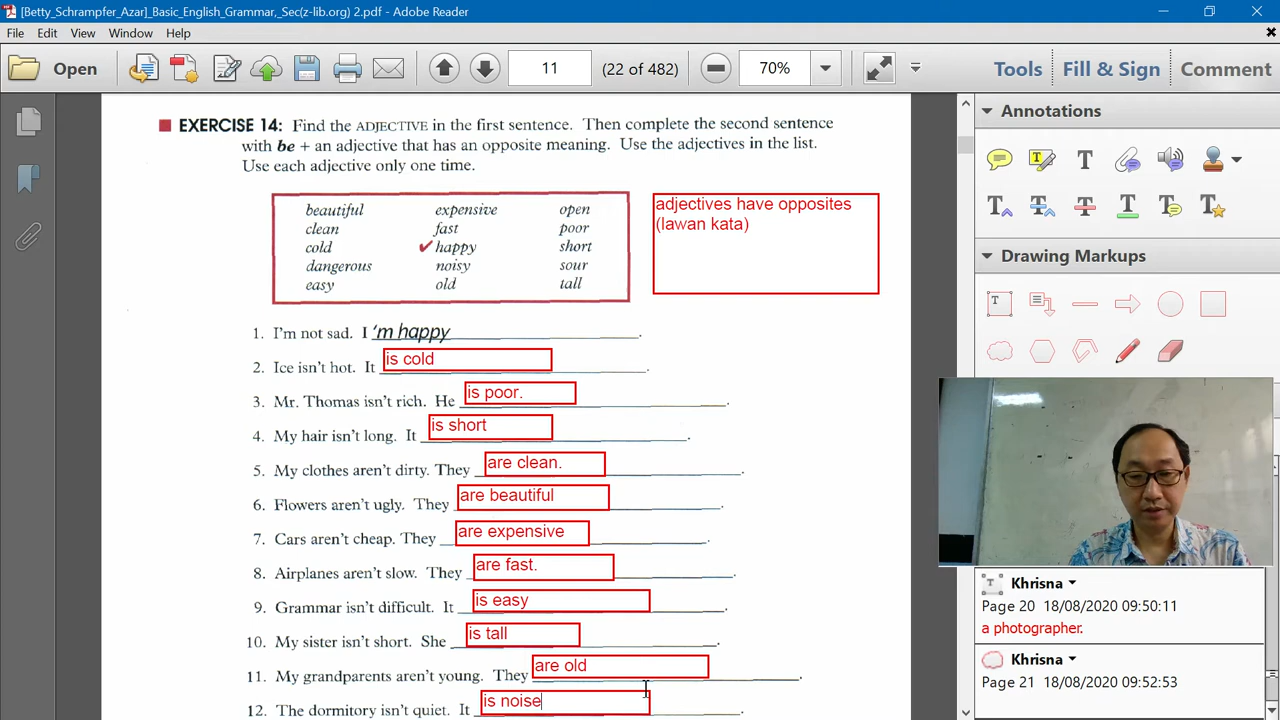 [Betty_Schrampfer_Azar]_Basic_English_Grammar,_Sec(z-lib.org) 2.pdf - Adobe Reader
File Edit View Window Help
Open 11 (22 of 482) 70% Tools Fill & Sign Comment
EXERCISE 14: Find the ADJECTIVE in the first sentence. Then complete the second sentence
with be + an adjective that has an opposite meaning. Use the adjectives in the list.
Use each adjective only one time.
beautiful expensive open
clean fast poor
cold ✔ happy short
dangerous noisy sour
easy old tall
adjectives have opposites
(lawan kata)
1. I'm not sad. I 'm happy .
2. Ice isn't hot. It is cold .
3. Mr. Thomas isn't rich. He is poor. .
4. My hair isn't long. It is short .
5. My clothes aren't dirty. They are clean. .
6. Flowers aren't ugly. They are beautiful .
7. Cars aren't cheap. They are expensive .
8. Airplanes aren't slow. They are fast. .
9. Grammar isn't difficult. It is easy .
10. My sister isn't short. She is tall .
11. My grandparents aren't young. They are old .
12. The dormitory isn't quiet. It is noise .
Annotations
Drawing Markups
Khrisna
Page 20 18/08/2020 09:50:11
a photographer.
Khrisna
Page 21 18/08/2020 09:52:53